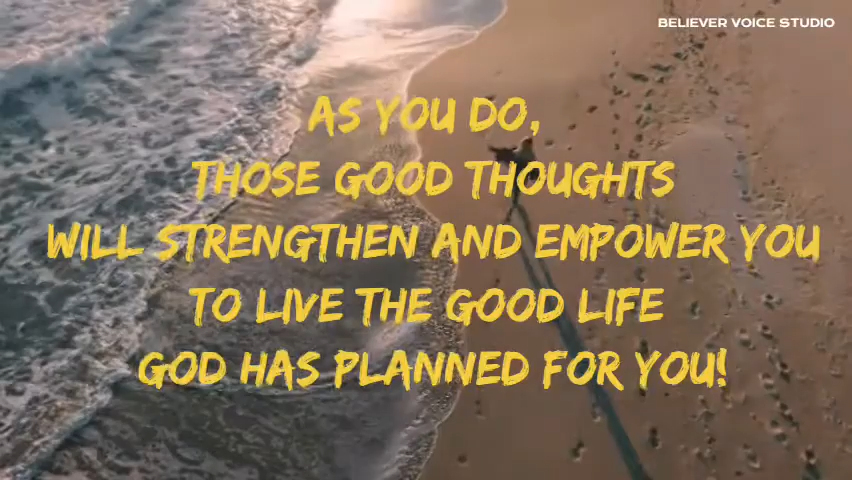 BELIEVER VOICE STUDIO
AS YOU DO,
THOSE GOOD THOUGHTS
WILL STRENGTHEN AND EMPOWER YOU
TO LIVE THE GOOD LIFE
GOD HAS PLANNED FOR YOU!